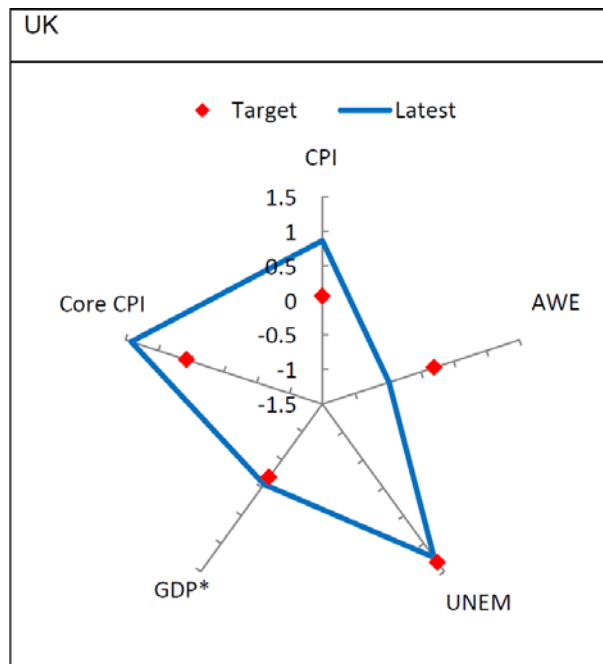 UK
Target
Latest
CPI
1.5
1
0.5
0
-0.5
-1
-1.5
Core CPI
AWE
GDP*
UNEM